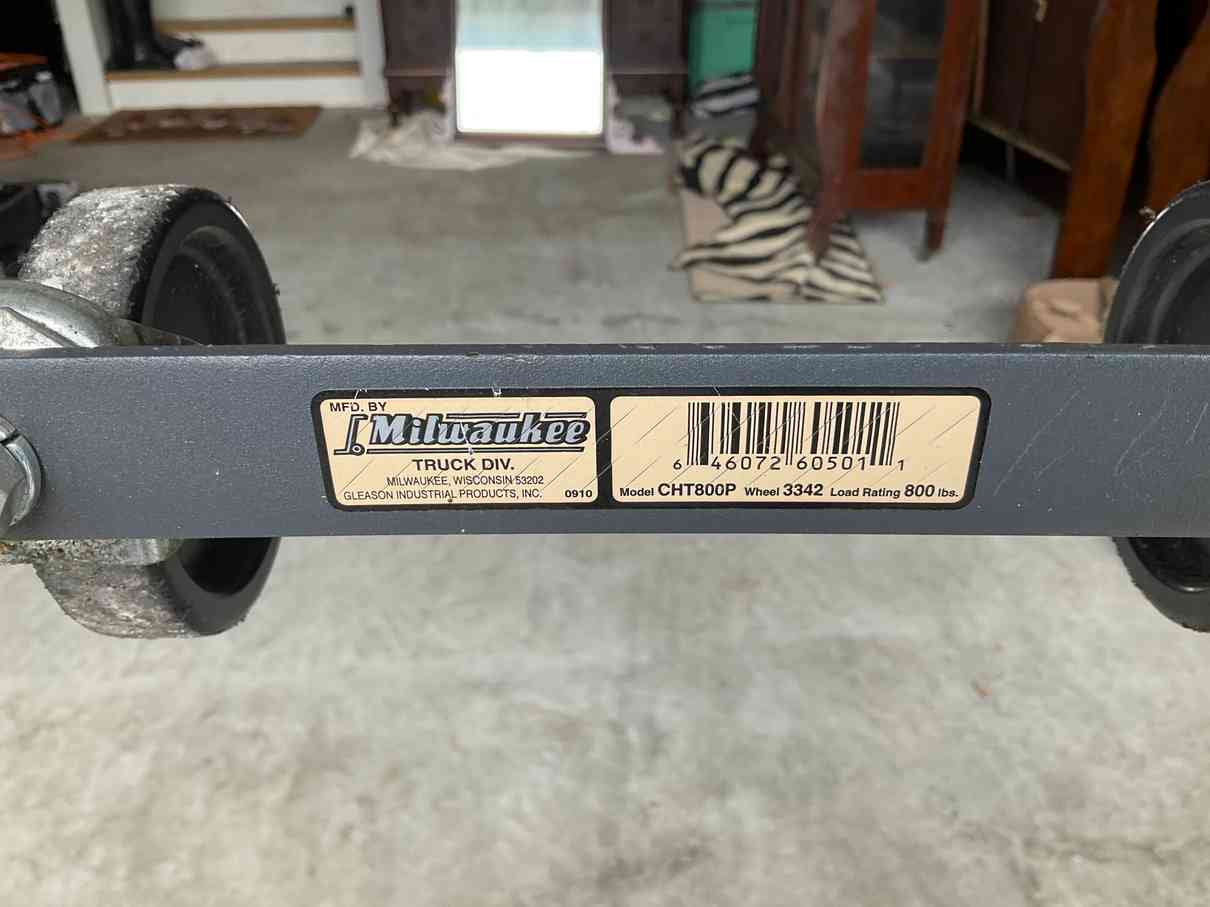 MFD. BY
Milwaukee
TRUCK DIV.
MILWAUKEE, WISCONSIN 53202
GLEASON INDUSTRIAL PRODUCTS, INC. 0910
6 46072 60501 1
Model CHT800P Wheel 3342 Load Rating 800 lbs.